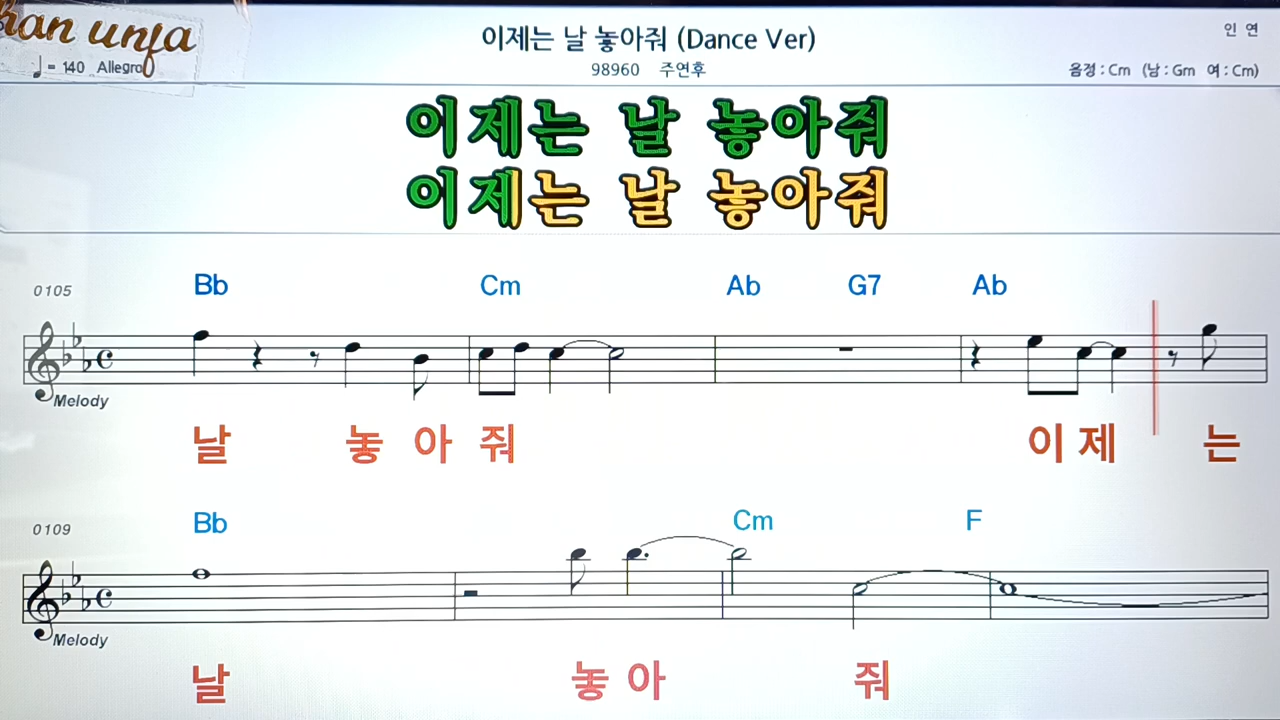 han unfa
이제는 날 놓아줘 (Dance Ver)
인 연
♩= 140 Allegro
98960 주연후
음정 : Cm (남 : Gm 여 : Cm)
이제는 날 놓아줘
이제는 날 놓아줘
0105 Bb Cm Ab G7 Ab
Melody
날 놓 아 줘 이 제 는
0109 Bb Cm F
Melody
날 놓 아 줘